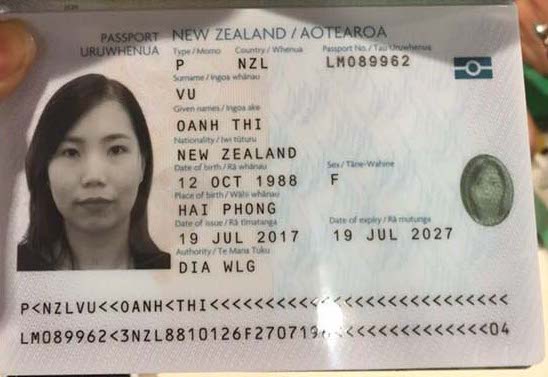 PASSPORT
URUWHENUA
NEW ZEALAND / AOTEAROA
Type / Momo Country / Whenua Passport No. / Tau Uruwhenua
P NZL LM089962
Surname / Ingoa whānau
VU
Given names / Ingoa ake
OANH THI
Nationality / Iwi tūturu
NEW ZEALAND
Date of birth / Rā whānau Sex / Tāne-Wahine
12 OCT 1988 F
Place of birth / Wāhi whānau
HAI PHONG
Date of issue / Rā tīmatanga Date of expiry / Rā mutunga
19 JUL 2017 19 JUL 2027
Authority / Te Mana Tuku
DIA WLG
P<NZLVU<<OANH<THI<<<<<<<<<<<<<<<<<<<<<<<<<<<
LM089962<3NZL8810126F270719 <<<<<<<<<<<<<<04